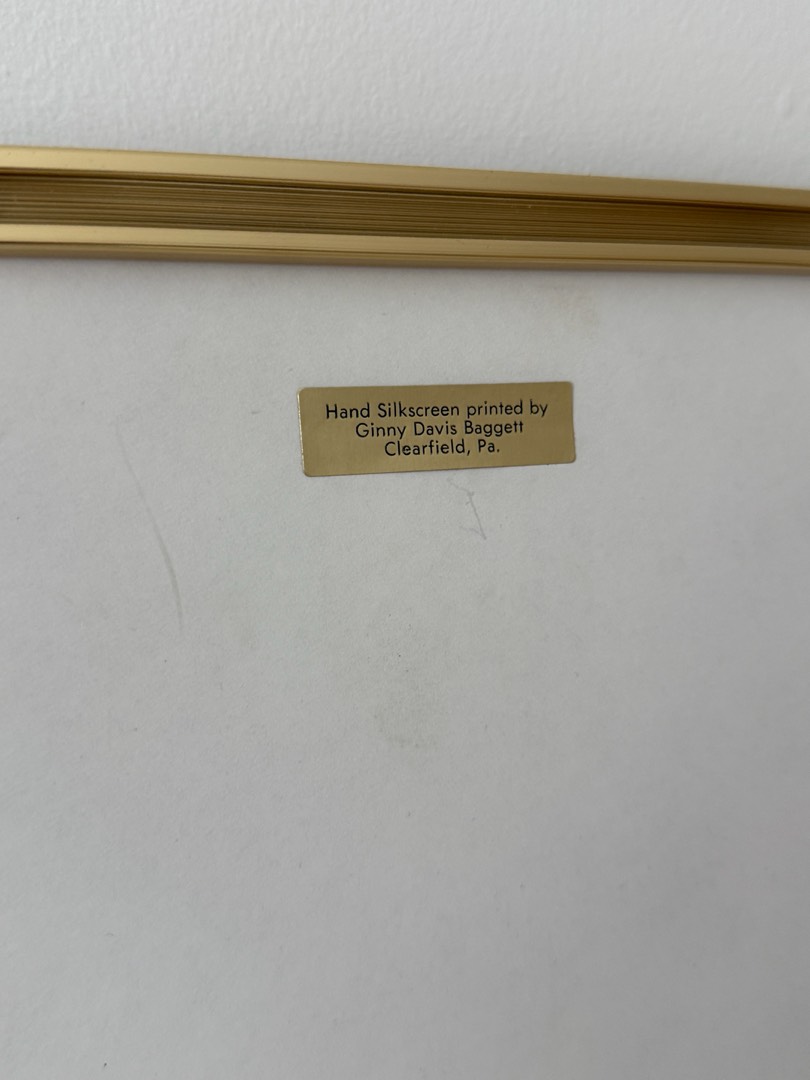 Hand Silkscreen printed by
Ginny Davis Baggett
Clearfield, Pa.